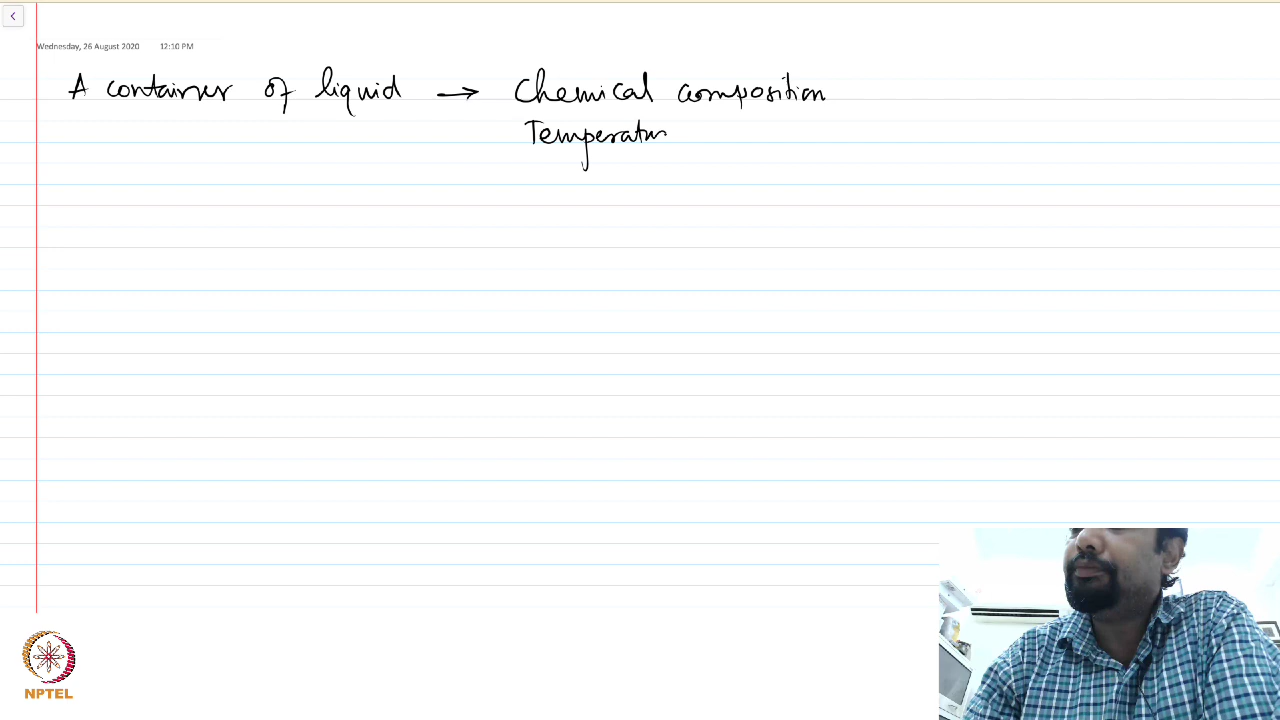 Wednesday, 26 August 2020 12:10 PM
A container of liquid → Chemical composition
Temperatur
NPTEL